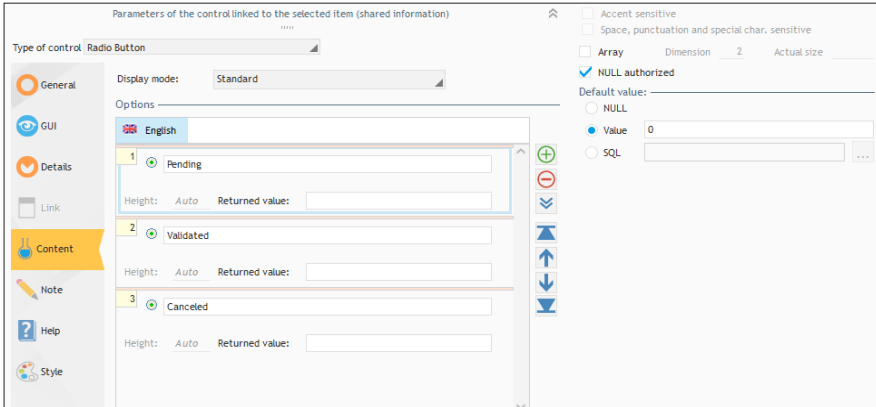 Parameters of the control linked to the selected item (shared information)
Type of control Radio Button
General
GUI
Details
Link
Content
Note
Help
Style
Display mode: Standard
Options
English
1 Pending
Height: Auto Returned value:
2 Validated
Height: Auto Returned value:
3 Canceled
Height: Auto Returned value:
Accent sensitive
Space, punctuation and special char. sensitive
Array Dimension 2 Actual size
NULL authorized
Default value:
NULL
Value 0
SQL ...